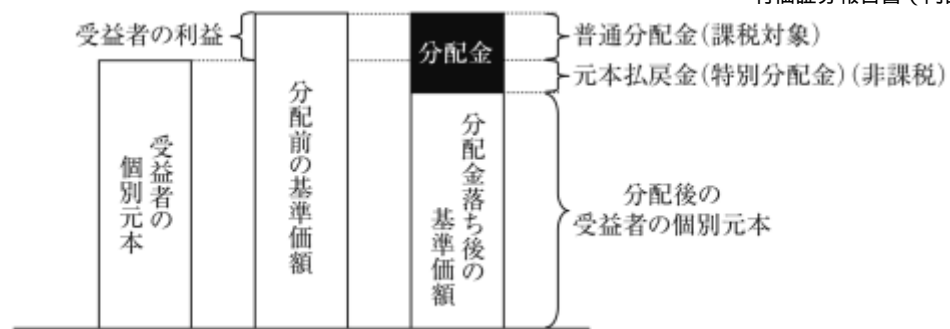 受益者の利益
分配金
普通分配金(課税対象)
元本払戻金(特別分配金)(非課税)
受益者の
個別元本
分配前の基準価額
分配金落ち後の
基準価額
分配後の
受益者の個別元本